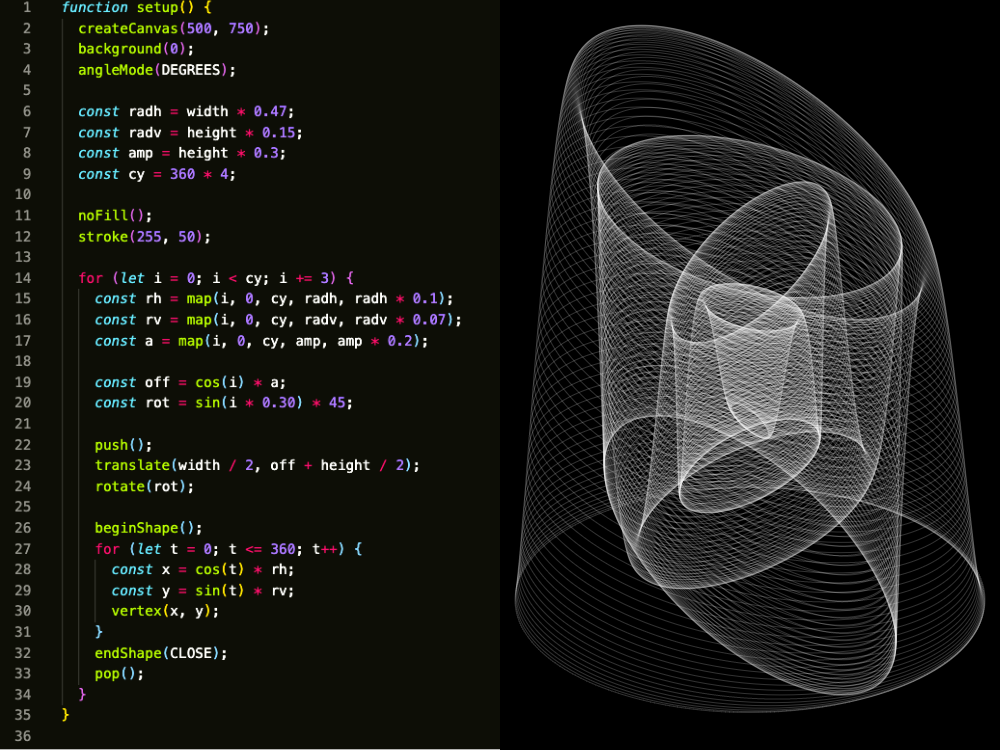 1 function setup() {
2 createCanvas(500, 750);
3 background(0);
4 angleMode(DEGREES);
5
6 const radh = width * 0.47;
7 const radv = height * 0.15;
8 const amp = height * 0.3;
9 const cy = 360 * 4;
10
11 noFill();
12 stroke(255, 50);
13
14 for (let i = 0; i < cy; i += 3) {
15 const rh = map(i, 0, cy, radh, radh * 0.1);
16 const rv = map(i, 0, cy, radv, radv * 0.07);
17 const a = map(i, 0, cy, amp, amp * 0.2);
18
19 const off = cos(i) * a;
20 const rot = sin(i * 0.30) * 45;
21
22 push();
23 translate(width / 2, off + height / 2);
24 rotate(rot);
25
26 beginShape();
27 for (let t = 0; t <= 360; t++) {
28 const x = cos(t) * rh;
29 const y = sin(t) * rv;
30 vertex(x, y);
31 }
32 endShape(CLOSE);
33 pop();
34 }
35 }
36